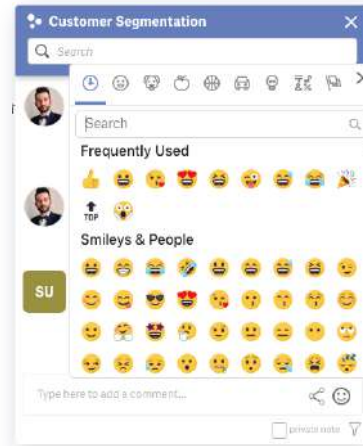 Customer Segmentation
Search
Search
Frequently Used
TOP
Smileys & People
SU
Type here to add a comment...
private note